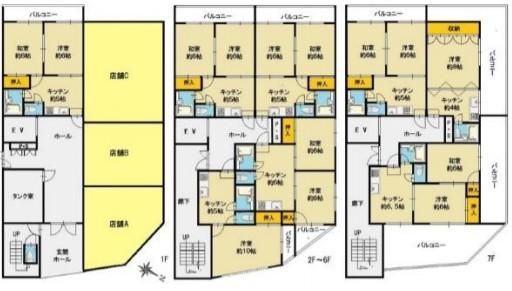 バルコニー
和室
約6帖
洋室
約6帖
押入
キッチン
約5帖
店舗C
EV
ホール
P・S
店舗B
タンク室
店舗A
UP
玄関
ホール
1F
バルコニー
バルコニー
和室
約6帖
洋室
約6帖
洋室
約6帖
和室
約6帖
押入
押入
キッチン
約5帖
キッチン
約5帖
EV
ホール
P・S
押入
和室
約6帖
廊下
キッチン
約5帖
キッチン
約6帖
洋室
約6帖
押入
押入
UP
洋室
約10帖
バルコニー
バルコニー
2F~6F
バルコニー
収納
和室
約6帖
洋室
約6帖
洋室
約8帖
バルコニー
押入
キッチン
約5帖
キッチン
約4帖
EV
ホール
P・S
和室
約6帖
廊下
キッチン
約6.5帖
洋室
約6帖
押入
バルコニー
UP
バルコニー
7F
N